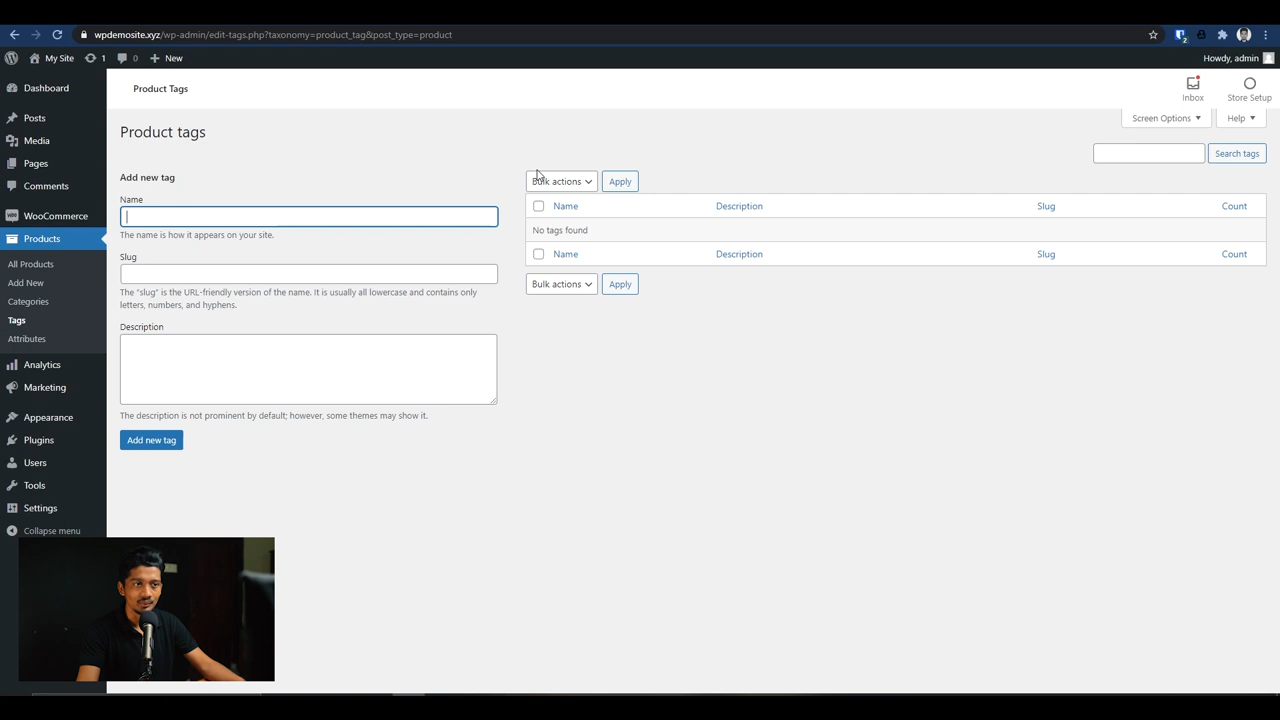 wpdemosite.xyz/wp-admin/edit-tags.php?taxonomy=product_tag&post_type=product
2
My Site
1
0
New
Howdy, admin
Dashboard
Posts
Media
Pages
Comments
WooCommerce
Products
All Products
Add New
Categories
Tags
Attributes
Analytics
Marketing
Appearance
Plugins
Users
Tools
Settings
Collapse menu
Product Tags
Inbox
Store Setup
Screen Options
Help
Product tags
Search tags
Add new tag
Name
The name is how it appears on your site.
Slug
The “slug” is the URL-friendly version of the name. It is usually all lowercase and contains only
letters, numbers, and hyphens.
Description
The description is not prominent by default; however, some themes may show it.
Add new tag
Bulk actions
Apply
Name Description Slug Count
No tags found
Name Description Slug Count
Bulk actions
Apply